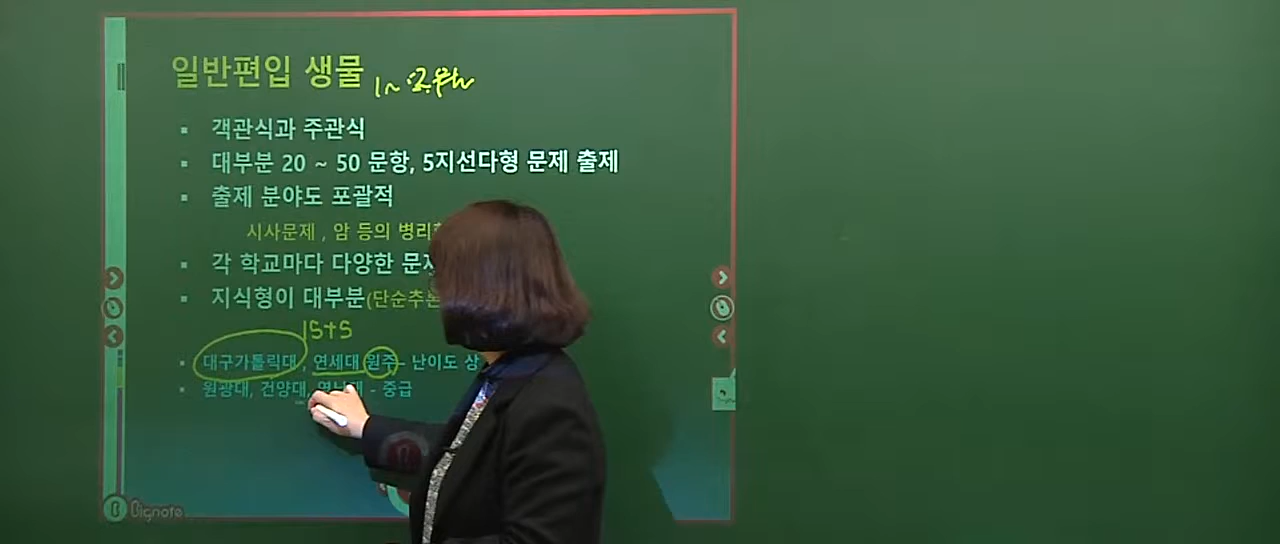 일반편입 생물 1~
객관식과 주관식
대부분 20 ~ 50 문항, 5지선다형 문제 출제
출제 분야도 포괄적
시사문제 , 암 등의 병리
각 학교마다 다양한 문제
지식형이 대부분(단순추론
15+5
대구가톨릭대 , 연세대 원주 - 난이도 상
원광대, 건양대, - 중급
Bignote